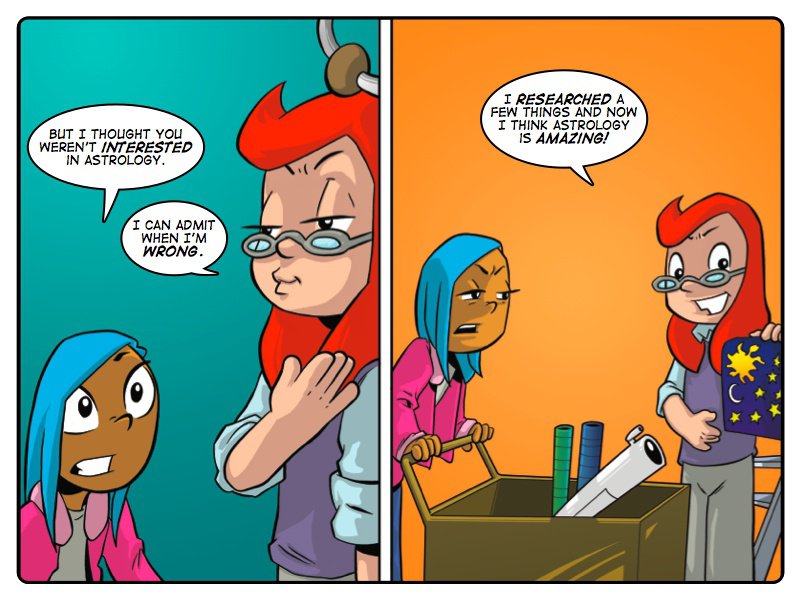 BUT I THOUGHT YOU
WEREN'T INTERESTED
IN ASTROLOGY.
I CAN ADMIT
WHEN I'M
WRONG.
I RESEARCHED A
FEW THINGS AND NOW
I THINK ASTROLOGY
IS AMAZING!